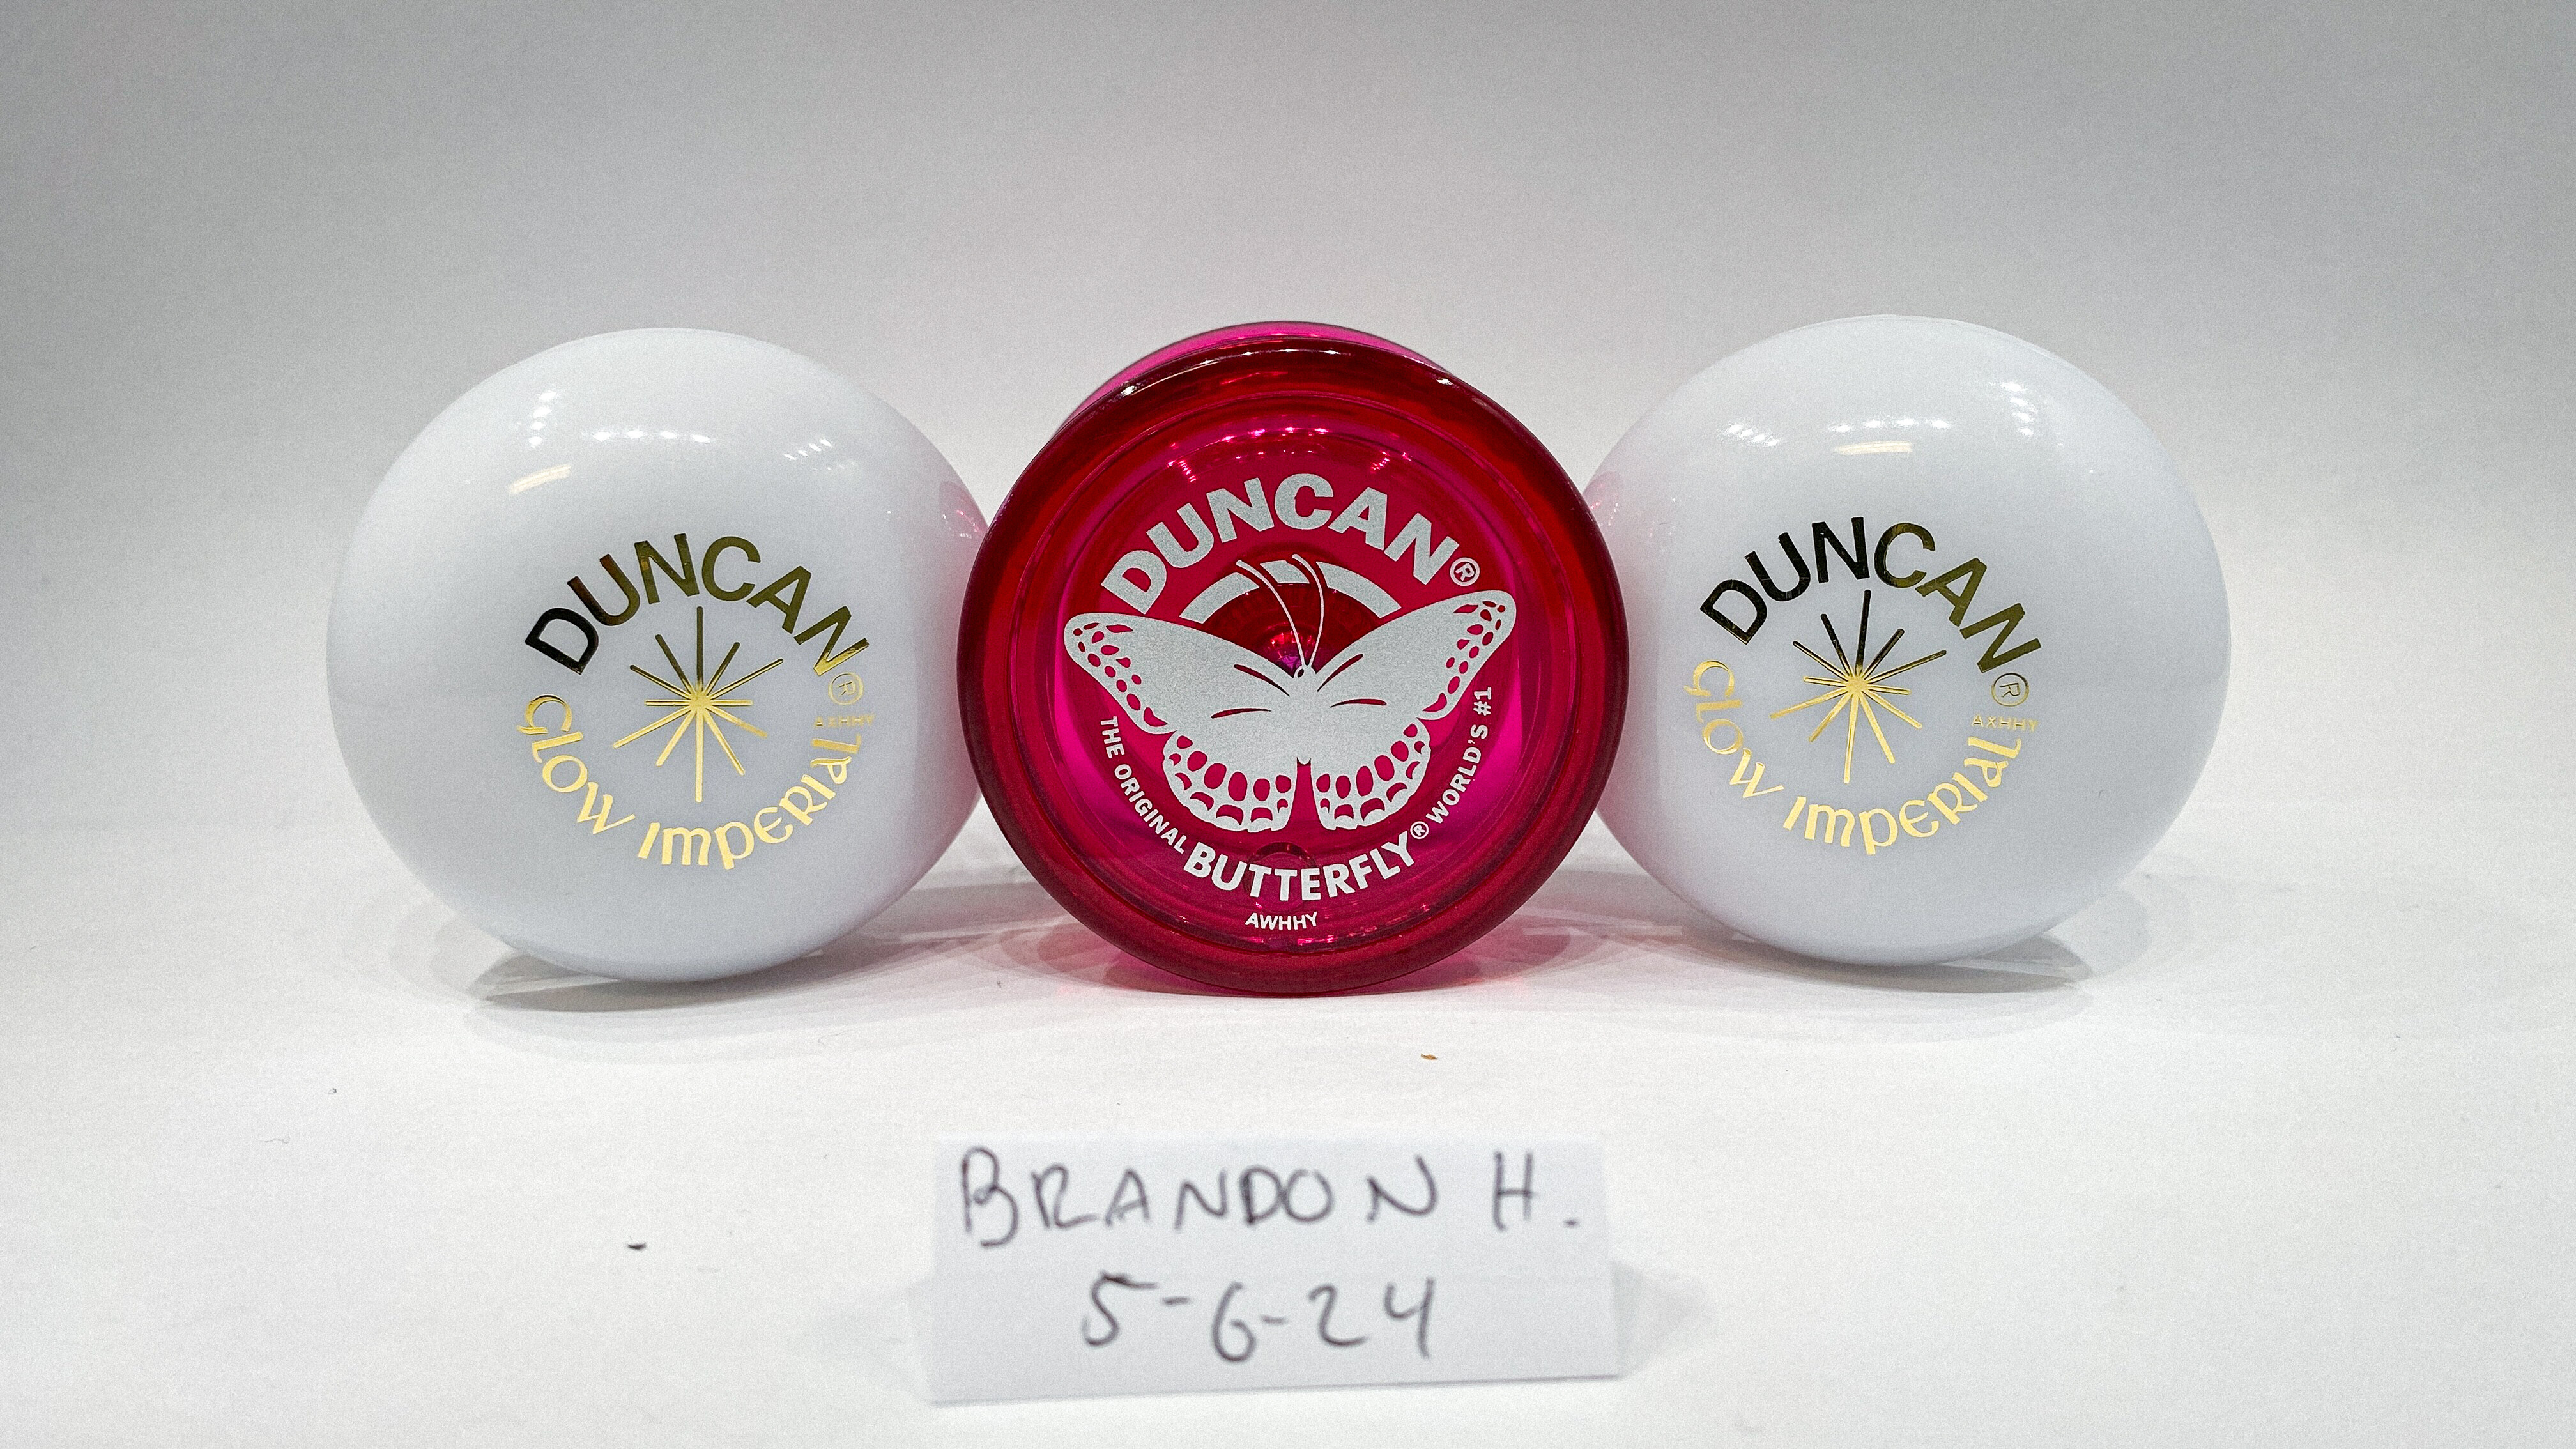 DUNCAN®
AXHHY
GLOW IMPERIAL
DUNCAN®
THE ORIGINAL BUTTERFLY® WORLD'S #1
AWHHY
DUNCAN®
AXHHY
GLOW IMPERIAL
BRANDON H.
5-6-24